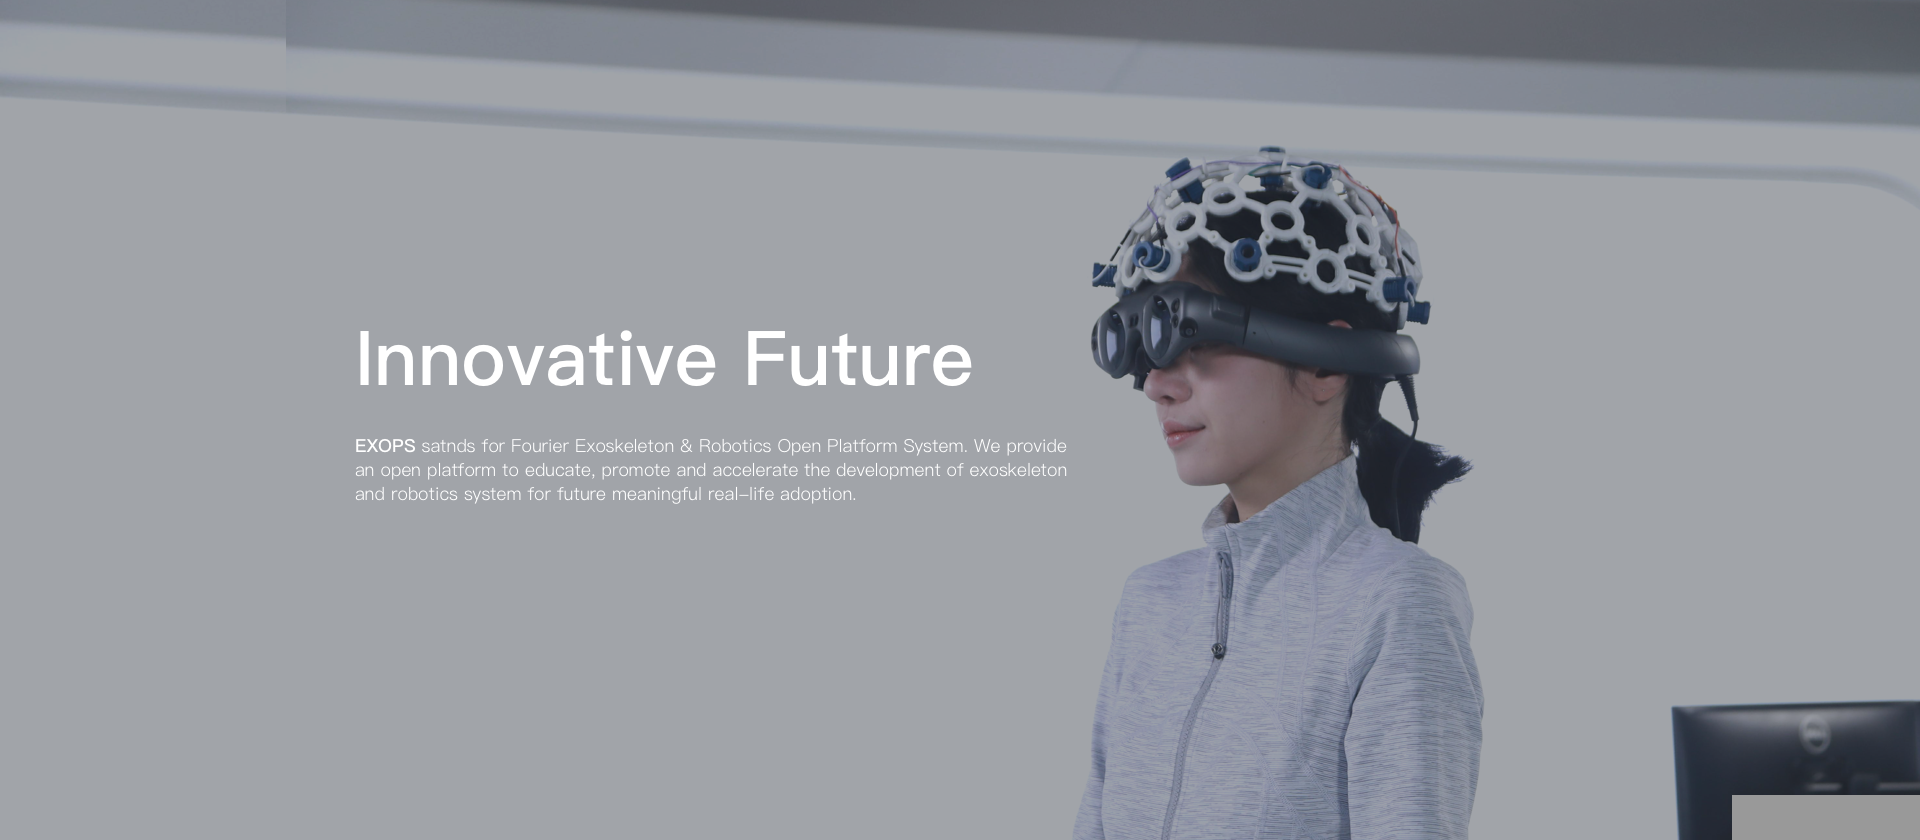 Innovative Future
EXOPS satnds for Fourier Exoskeleton & Robotics Open Platform System. We provide
an open platform to educate, promote and accelerate the development of exoskeleton
and robotics system for future meaningful real–life adoption.